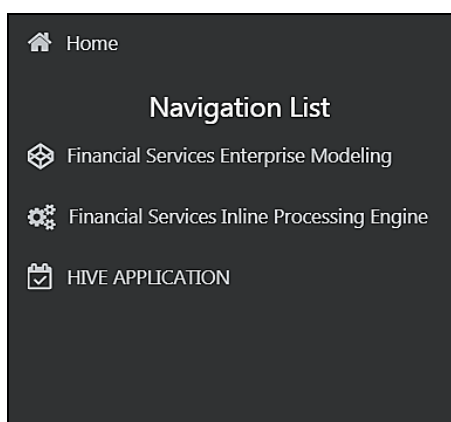 Home
Navigation List
Financial Services Enterprise Modeling
Financial Services Inline Processing Engine
HIVE APPLICATION